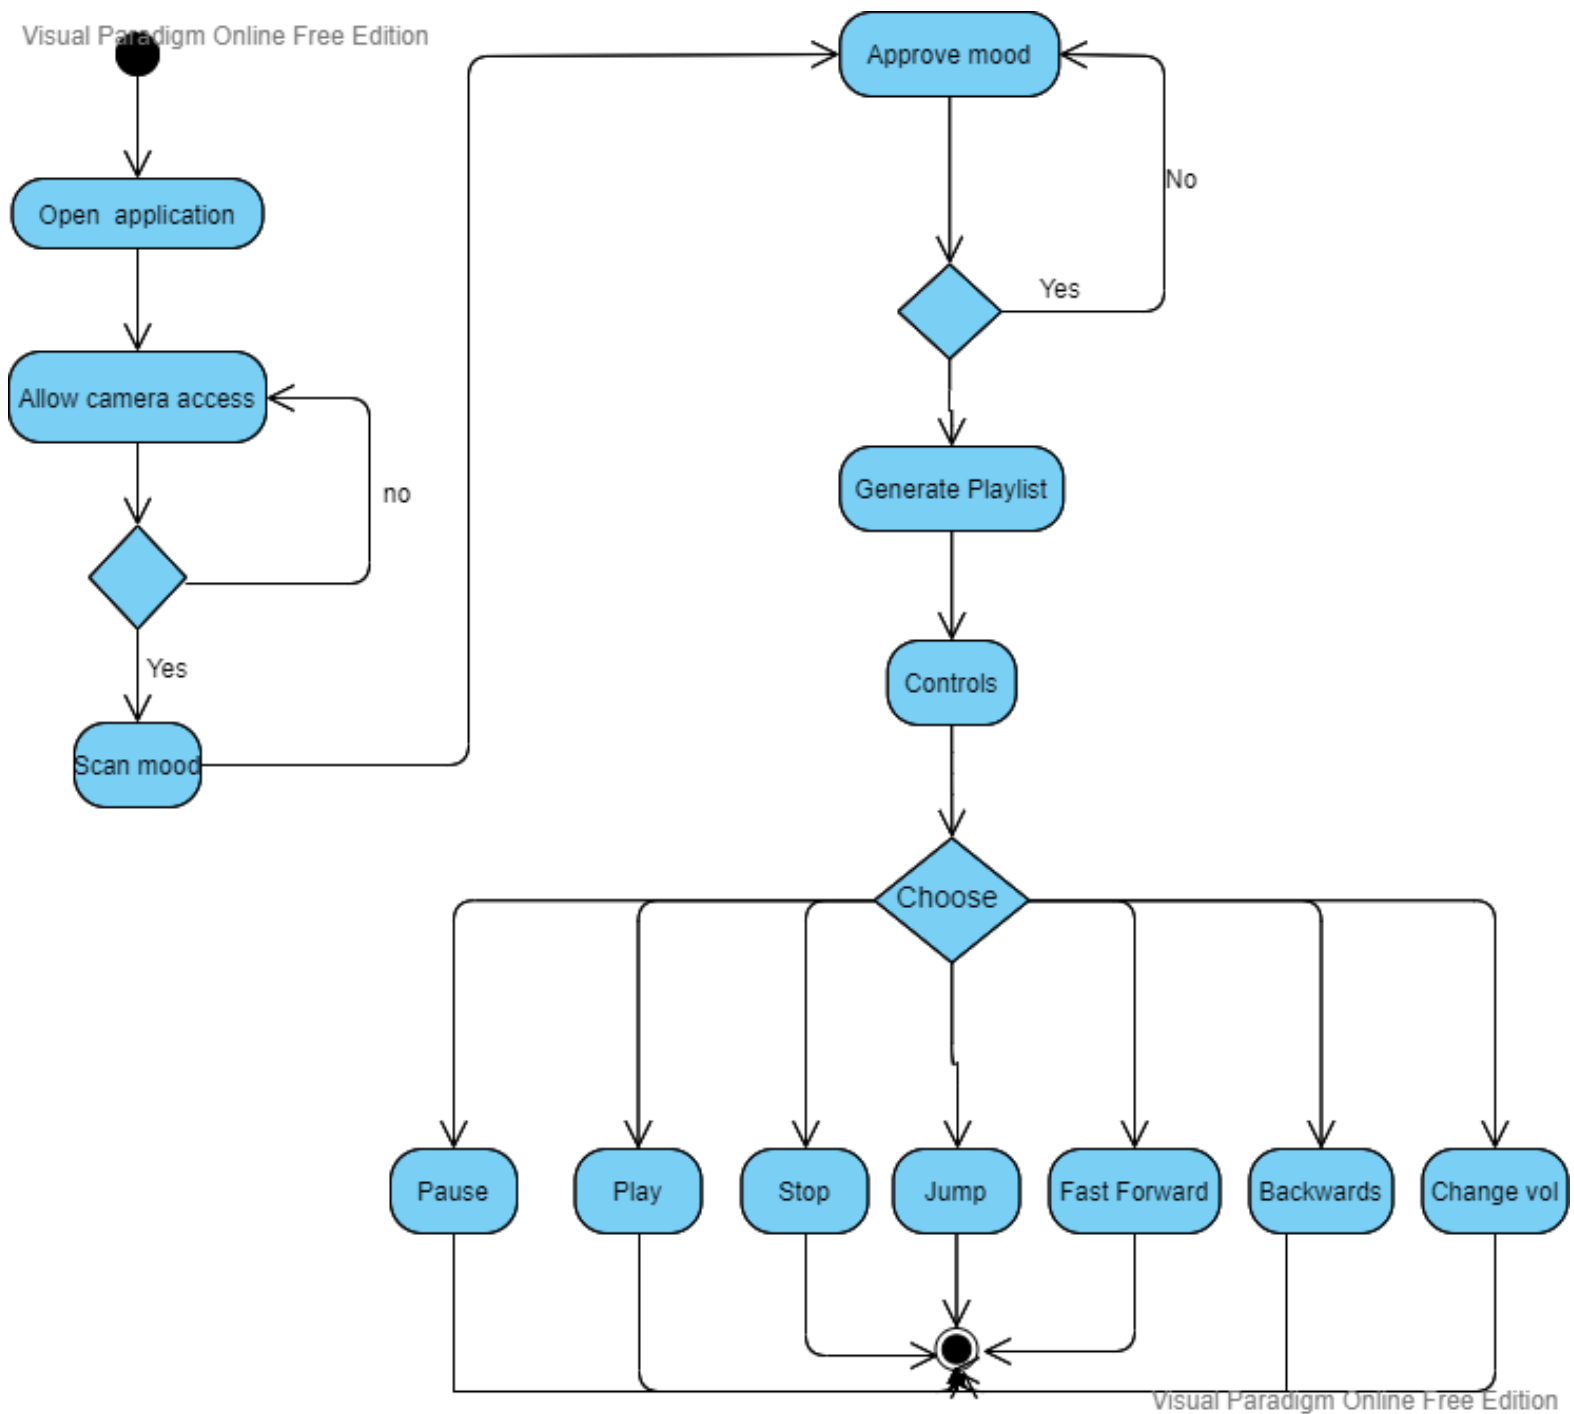 Visual Paradigm Online Free Edition
Open  application
Allow camera access
no
Yes
Scan mood
Approve mood
No
Yes
Generate Playlist
Controls
Choose
Pause
Play
Stop
Jump
Fast Forward
Backwards
Change vol
Visual Paradigm Online Free Edition